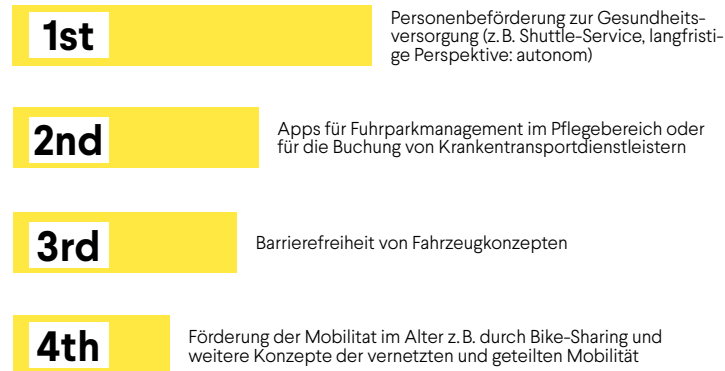 1st
Personenbeförderung zur Gesundheits-
versorgung (z. B. Shuttle-Service, langfristi-
ge Perspektive: autonom)
2nd
Apps für Fuhrparkmanagement im Pflegebereich oder
für die Buchung von Krankentransportdienstleistern
3rd
Barrierefreiheit von Fahrzeugkonzepten
4th
Förderung der Mobilitat im Alter z. B. durch Bike-Sharing und
weitere Konzepte der vernetzten und geteilten Mobilität